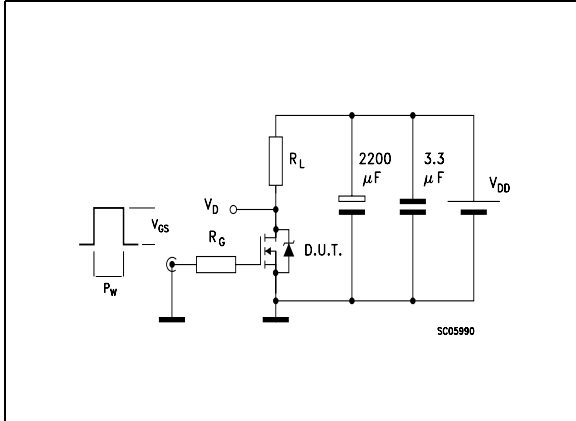 2200
μF
3.3
μF
R_L
V_DD
V_D
V_GS
R_G
D.U.T.
P_W
SC05990